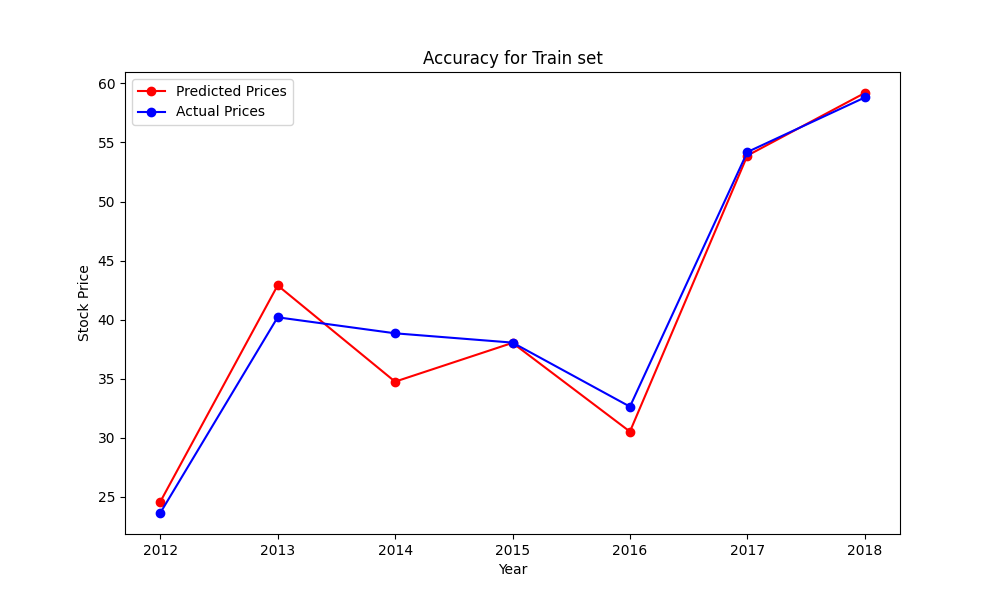 Accuracy for Train set
Predicted Prices
Actual Prices
60
55
50
45
40
35
30
25
Stock Price
2012 2013 2014 2015 2016 2017 2018
Year